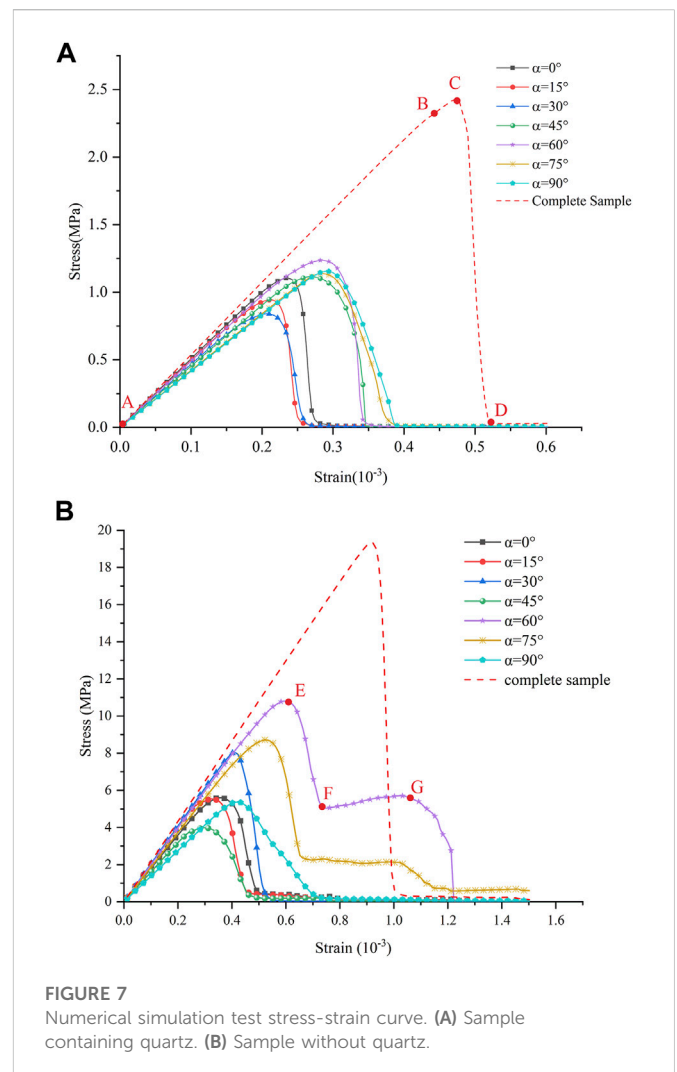 A
α=0°
α=15°
α=30°
α=45°
α=60°
α=75°
α=90°
Complete Sample
2.5
2.0
1.5
1.0
0.5
0.0
Stress(MPa)
A
B
C
D
0.0
0.1
0.2
0.3
0.4
0.5
0.6
Strain(10⁻³)
B
α=0°
α=15°
α=30°
α=45°
α=60°
α=75°
α=90°
complete sample
20
18
16
14
12
10
8
6
4
2
0
Stress (MPa)
E
F
G
0.0
0.2
0.4
0.6
0.8
1.0
1.2
1.4
1.6
Strain (10⁻³)
FIGURE 7
Numerical simulation test stress-strain curve. (A) Sample
containing quartz. (B) Sample without quartz.